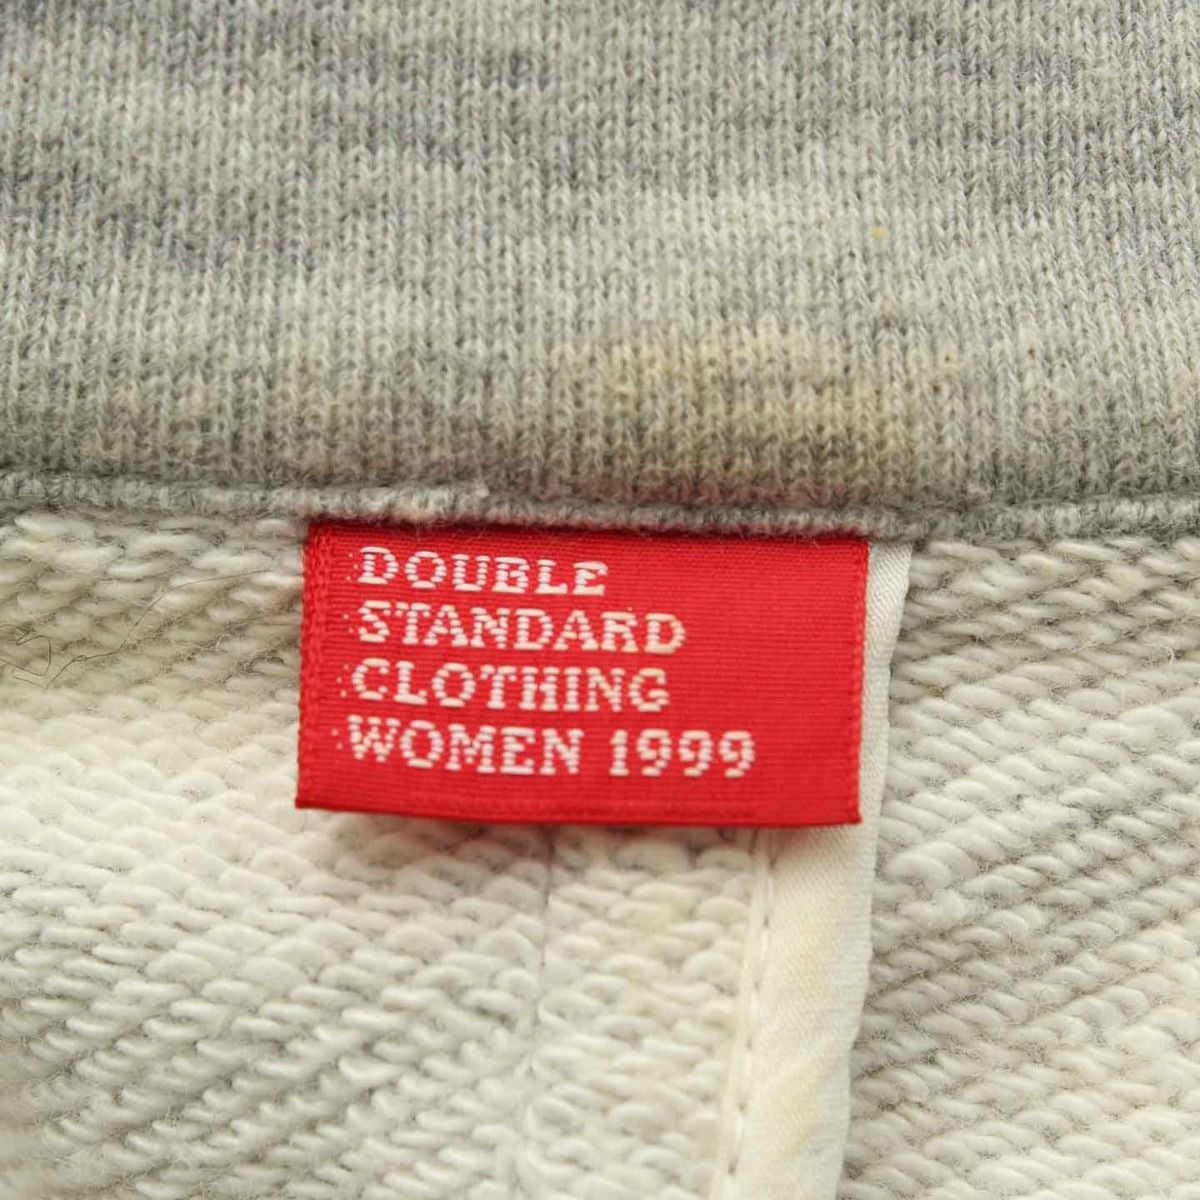 DOUBLE
STANDARD
CLOTHING
WOMEN 1999